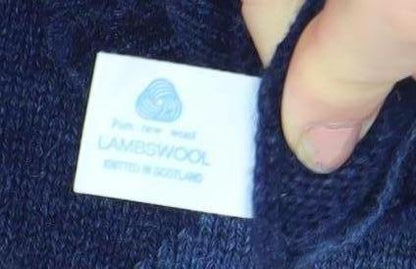 Pure new wool
LAMBSWOOL
KNITTED IN SCOTLAND